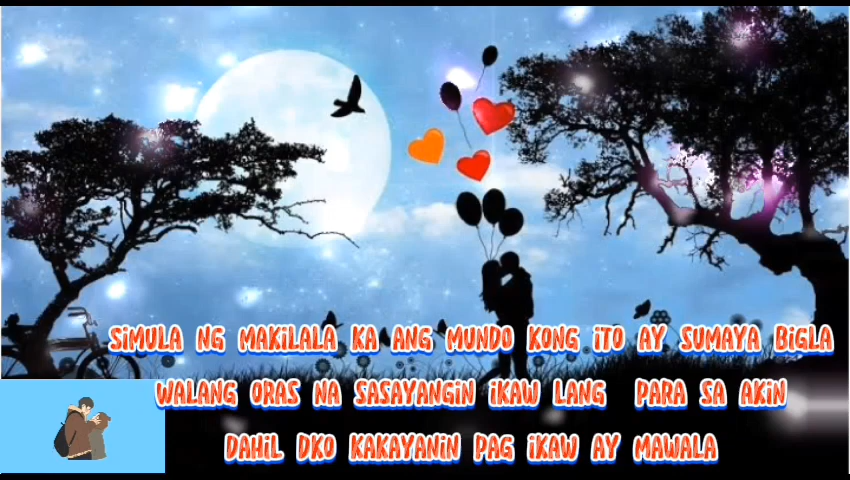 SIMULA NG MAKILALA KA ANG MUNDO KONG ITO AY SUMAYA BIGLA
WALANG ORAS NA SASAYANGIN IKAW LANG PARA SA AKIN
DAHIL DKO KAKAYANIN PAG IKAW AY MAWALA